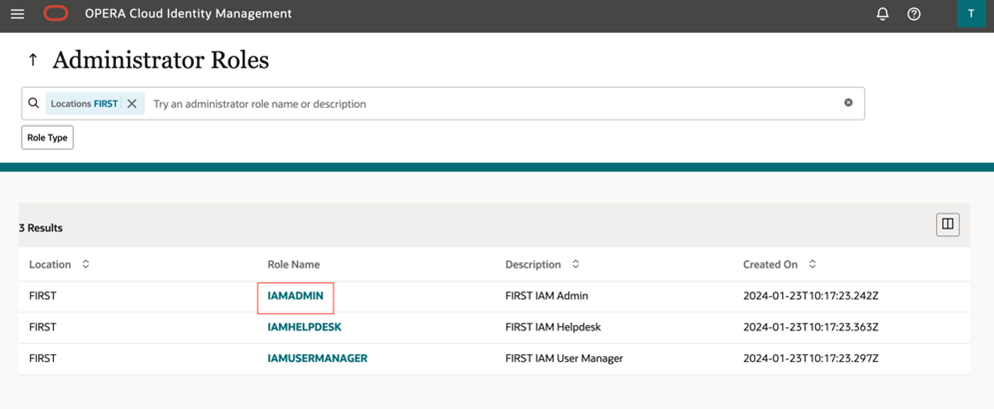 OPERA Cloud Identity Management
T
Administrator Roles
Locations FIRST Try an administrator role name or description
Role Type
3 Results
Location Role Name Description Created On
FIRST IAMADMIN FIRST IAM Admin 2024-01-23T10:17:23.242Z
FIRST IAMHELPDESK FIRST IAM Helpdesk 2024-01-23T10:17:23.363Z
FIRST IAMUSERMANAGER FIRST IAM User Manager 2024-01-23T10:17:23.297Z